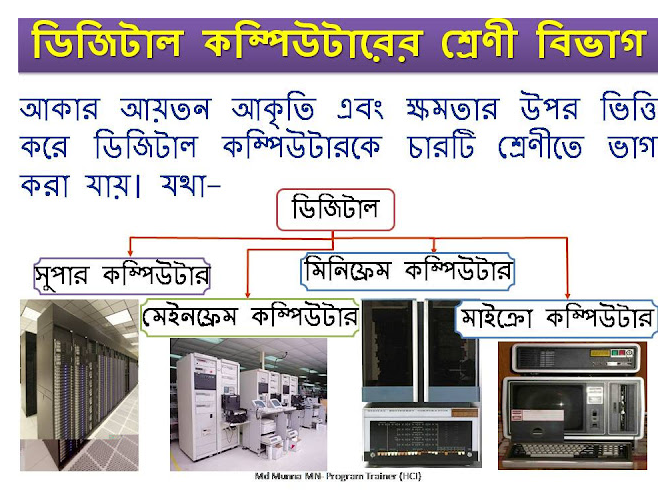 ডিজিটাল কম্পিউটারের শ্রেণী বিভাগ
আকার আয়তন আকৃতি এবং ক্ষমতার উপর ভিত্তি
করে ডিজিটাল কম্পিউটারকে চারটি শ্রেণীতে ভাগ
করা যায়। যথা-
ডিজিটাল
সুপার কম্পিউটার
মিনিফ্রেম কম্পিউটার
মেইনফ্রেম কম্পিউটার
মাইক্রো কম্পিউটার
Md Munna MN- Program Trainer (HCI)